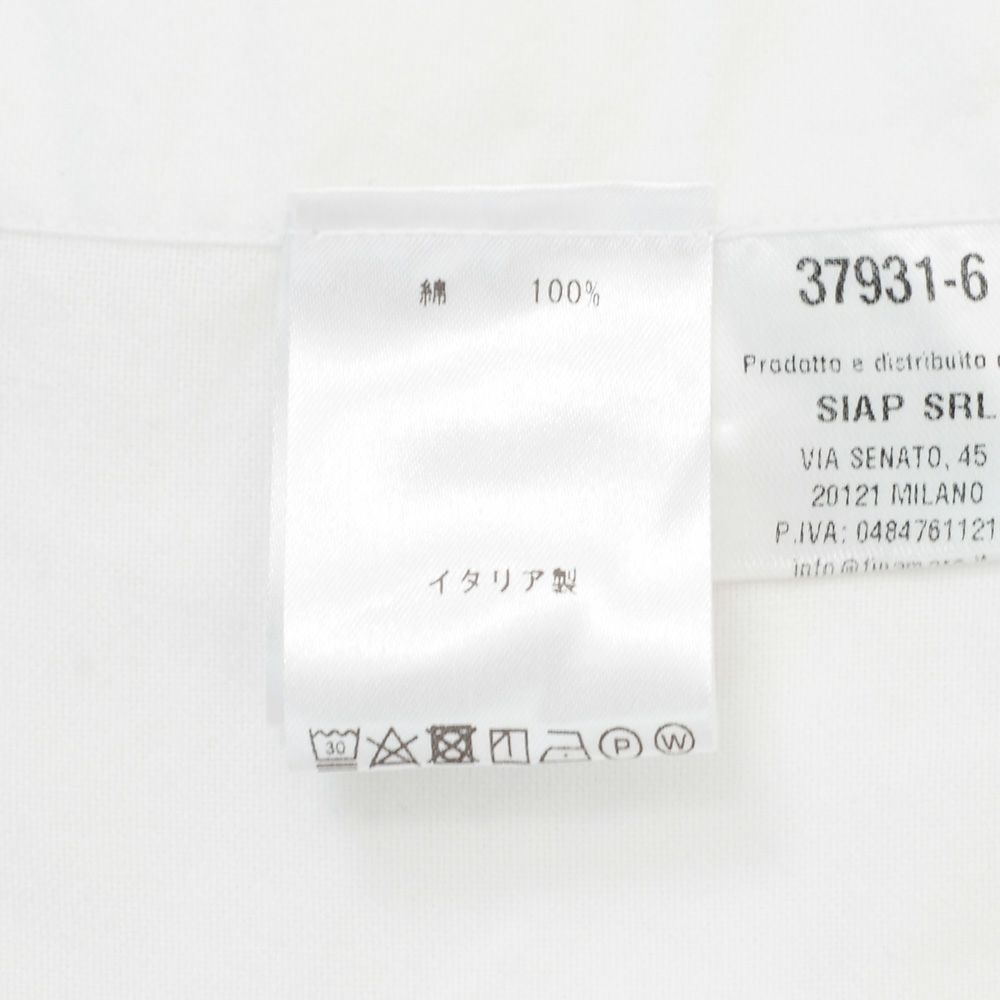 綿 100%
イタリア製
30
P
W
37931-6
Prodotto e distribuito
SIAP SRL
VIA SENATO, 45
20121 MILANO
P.IVA: 0484761121